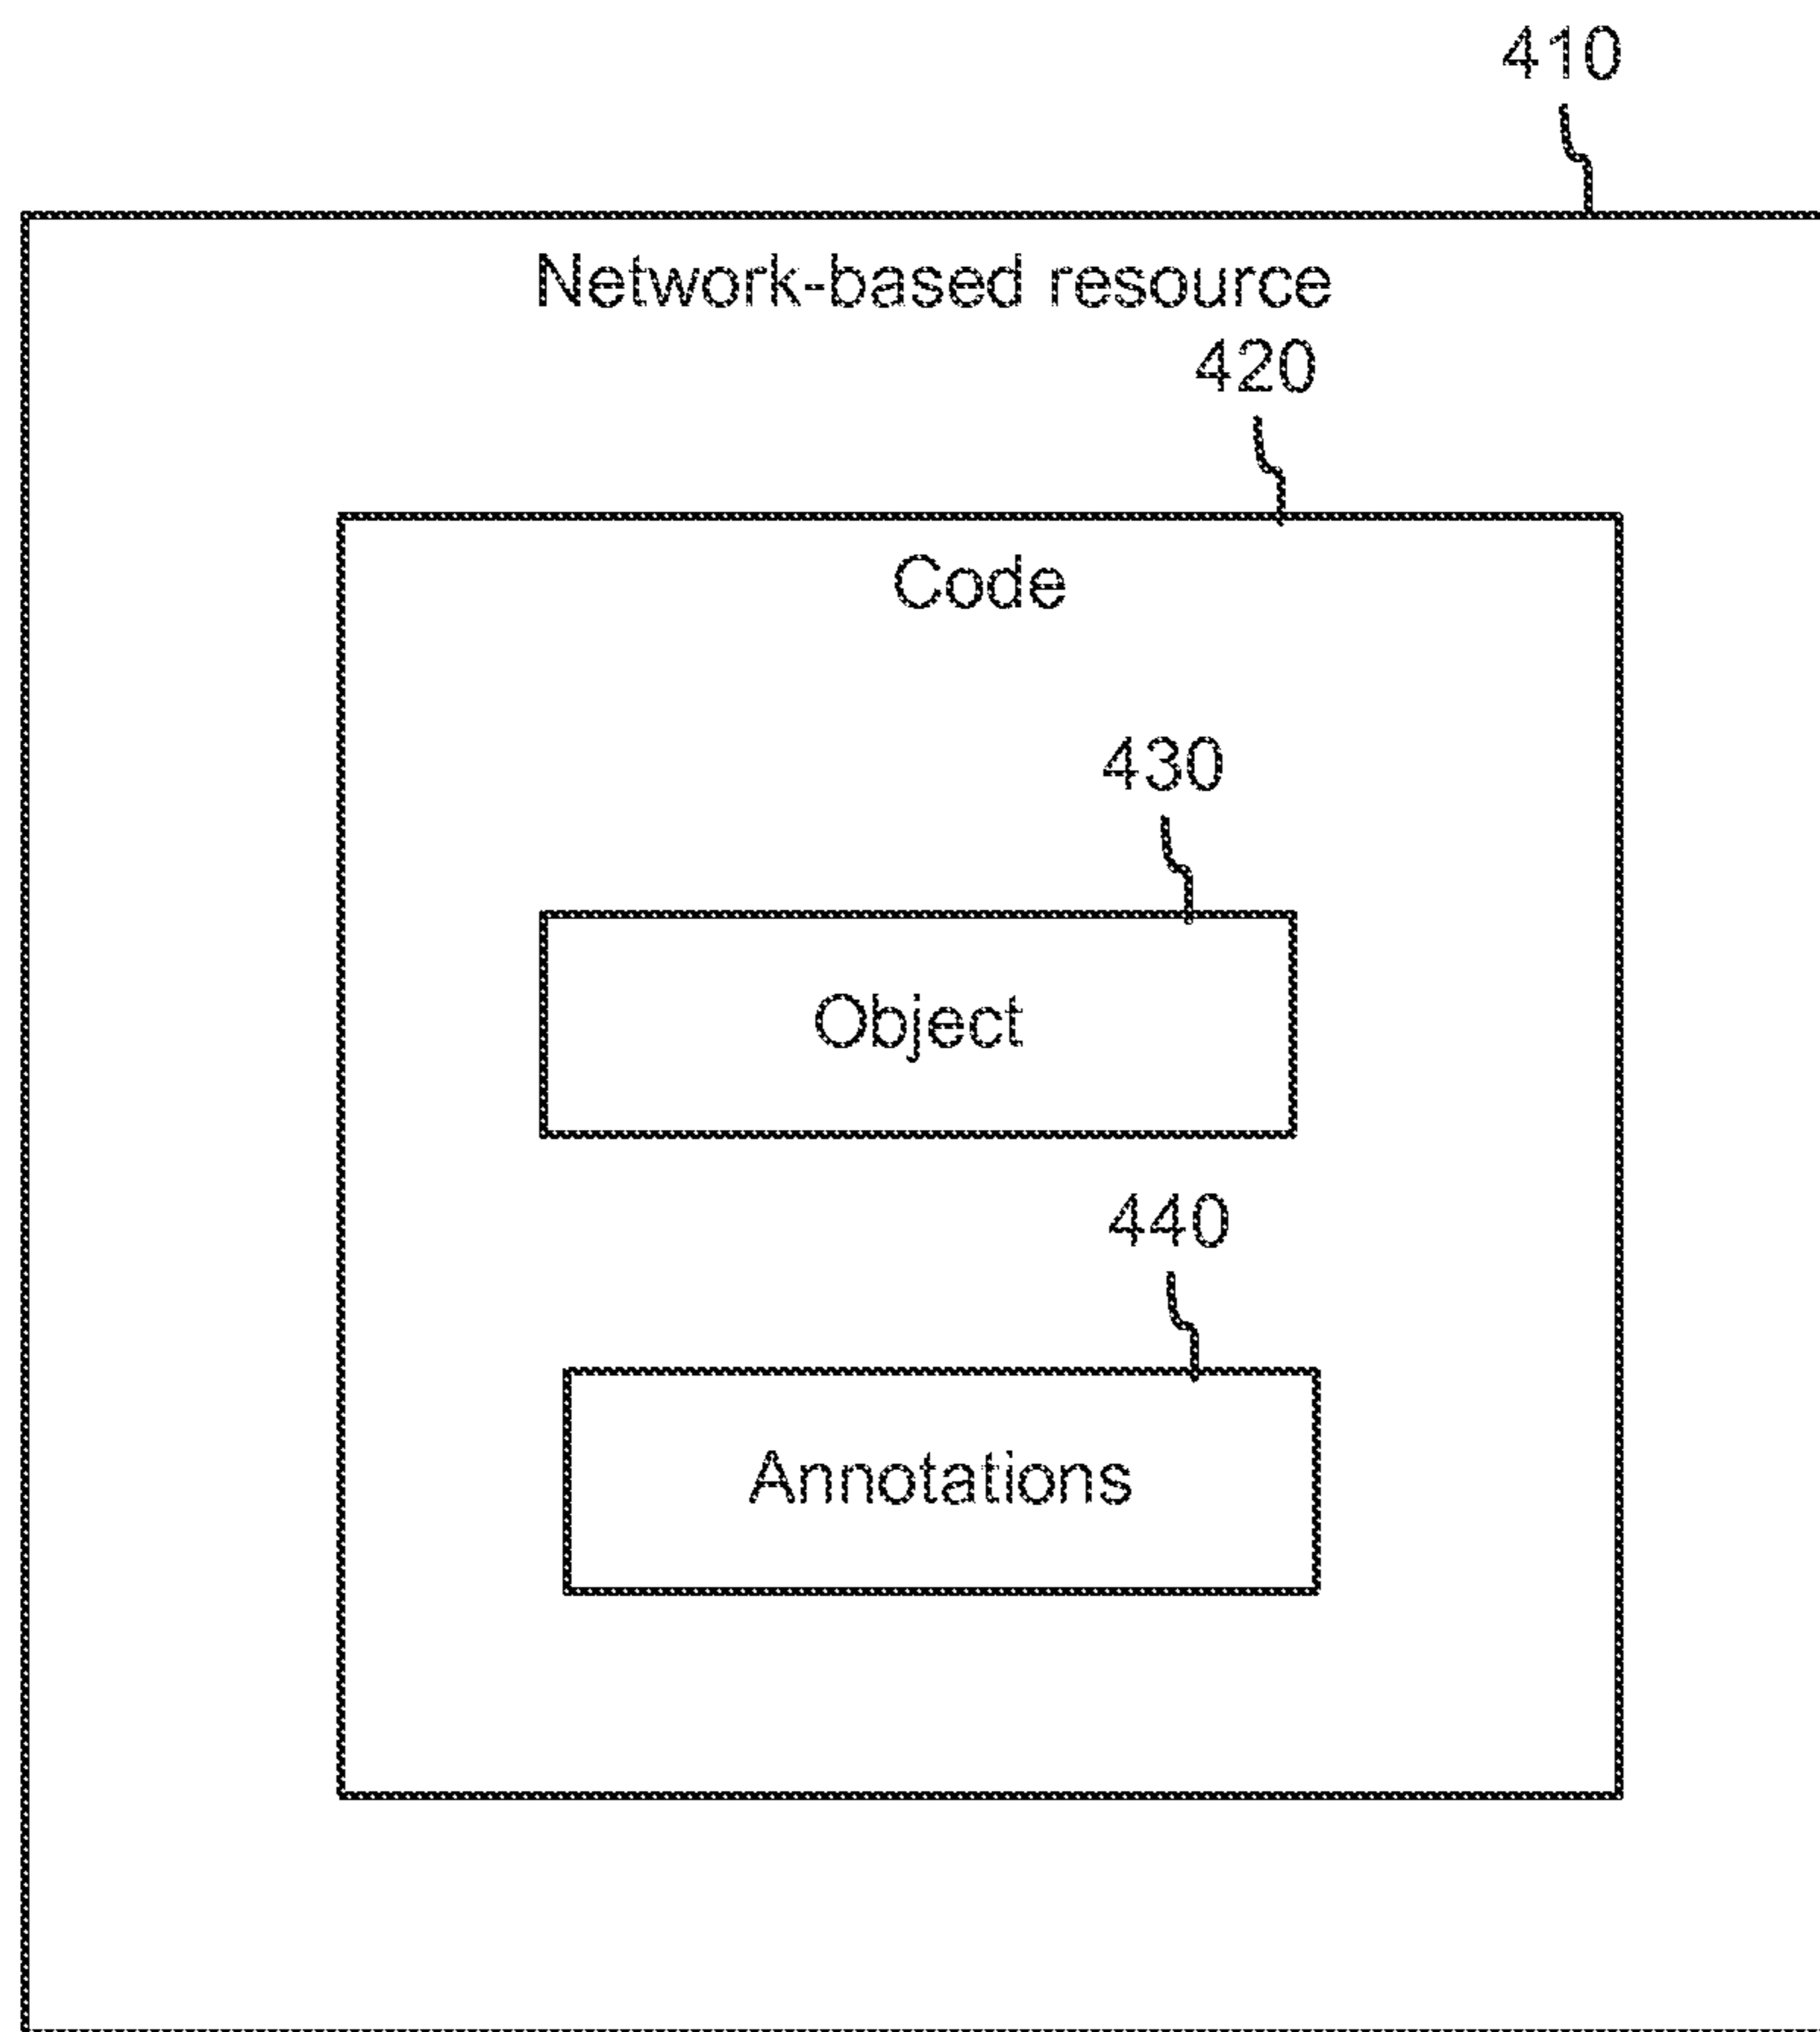 410
Network-based resource
420
Code
430
Object
440
Annotations